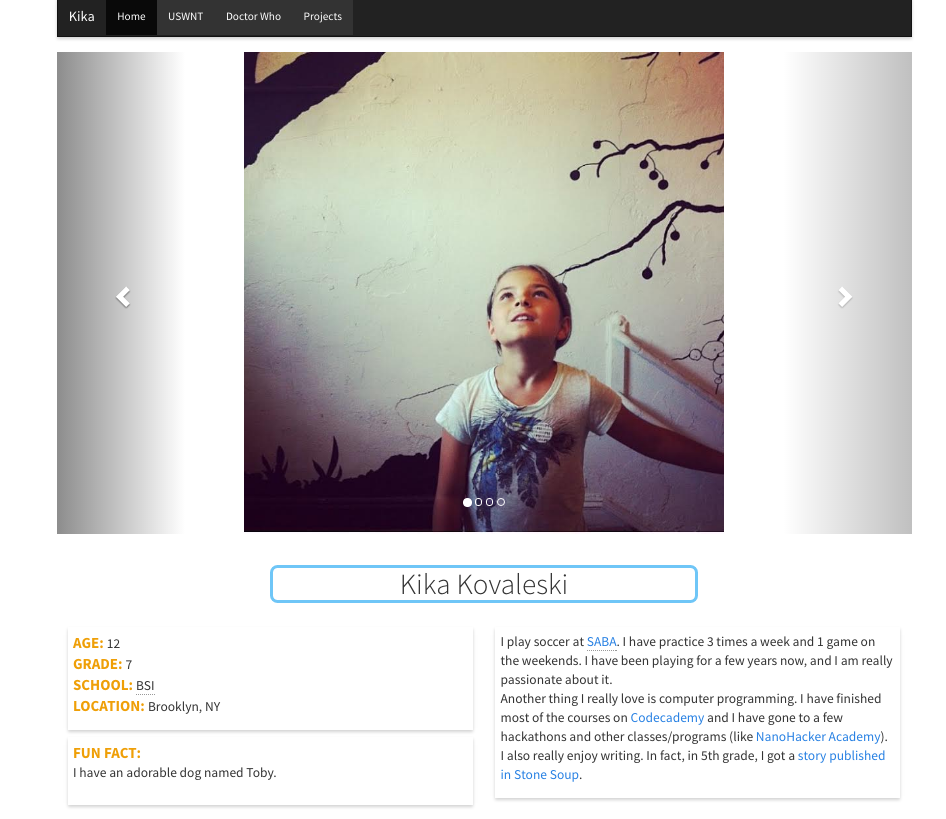 Kika Home USWNT Doctor Who Projects
Kika Kovaleski
AGE: 12
GRADE: 7
SCHOOL: BSI
LOCATION: Brooklyn, NY
FUN FACT:
I have an adorable dog named Toby.
I play soccer at SABA. I have practice 3 times a week and 1 game on
the weekends. I have been playing for a few years now, and I am really
passionate about it.
Another thing I really love is computer programming. I have finished
most of the courses on Codecademy and I have gone to a few
hackathons and other classes/programs (like NanoHacker Academy).
I also really enjoy writing. In fact, in 5th grade, I got a story published
in Stone Soup.